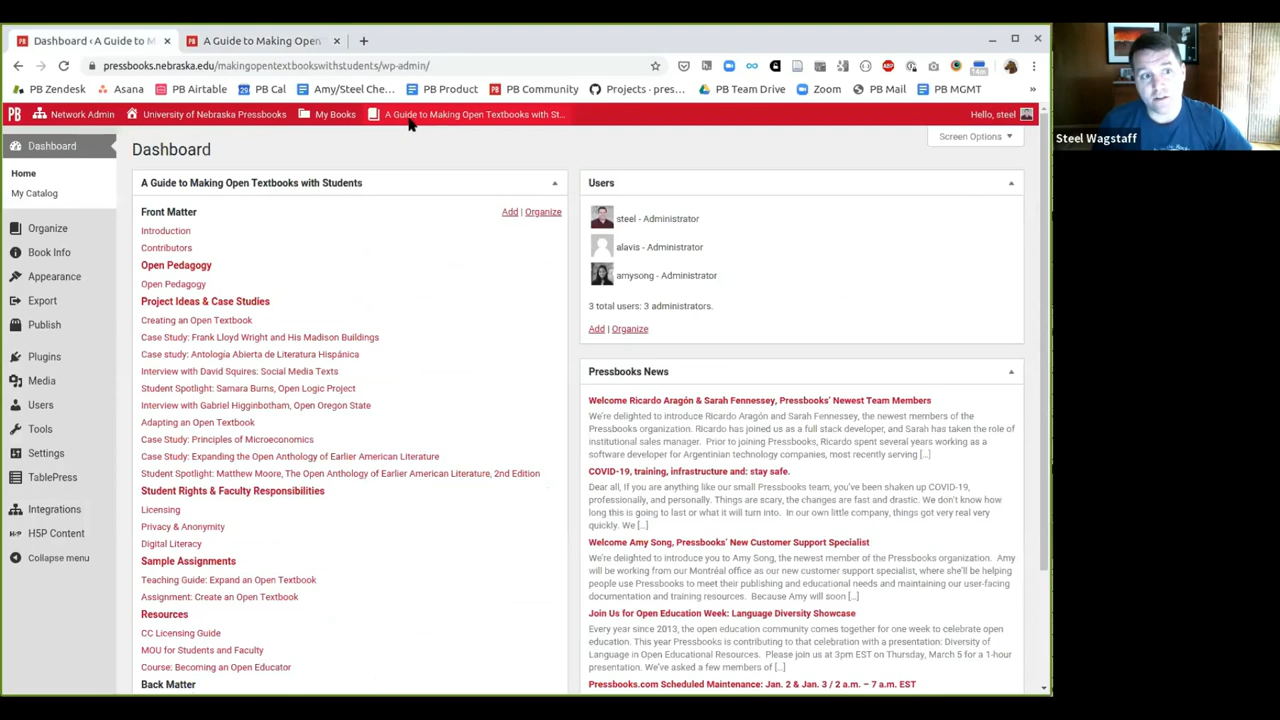 Dashboard ‹ A Guide to M
A Guide to Making Open
pressbooks.nebraska.edu/makingopentextbookswithstudents/wp-admin/
14m
PB Zendesk
Asana
PB Airtable
PB Cal
Amy/Steel Chec...
PB Product
PB Community
Projects - pres...
PB Team Drive
Zoom
PB Mail
PB MGMT
Network Admin
University of Nebraska Pressbooks
My Books
A Guide to Making Open Textbooks with St...
Hello, steel
Steel Wagstaff
Screen Options
Dashboard
Home
My Catalog
Organize
Book Info
Appearance
Export
Publish
Plugins
Media
Users
Tools
Settings
TablePress
Integrations
H5P Content
Collapse menu
Dashboard
A Guide to Making Open Textbooks with Students
Front Matter
Add | Organize
Introduction
Contributors
Open Pedagogy
Open Pedagogy
Project Ideas & Case Studies
Creating an Open Textbook
Case Study: Frank Lloyd Wright and His Madison Buildings
Case study: Antología Abierta de Literatura Hispánica
Interview with David Squires: Social Media Texts
Student Spotlight: Samara Burns, Open Logic Project
Interview with Gabriel Higginbotham, Open Oregon State
Adapting an Open Textbook
Case Study: Principles of Microeconomics
Case Study: Expanding the Open Anthology of Earlier American Literature
Student Spotlight: Matthew Moore, The Open Anthology of Earlier American Literature, 2nd Edition
Student Rights & Faculty Responsibilities
Licensing
Privacy & Anonymity
Digital Literacy
Sample Assignments
Teaching Guide: Expand an Open Textbook
Assignment: Create an Open Textbook
Resources
CC Licensing Guide
MOU for Students and Faculty
Course: Becoming an Open Educator
Back Matter
Users
steel - Administrator
alavis - Administrator
amysong - Administrator
3 total users: 3 administrators.
Add | Organize
Pressbooks News
Welcome Ricardo Aragón & Sarah Fennessey, Pressbooks' Newest Team Members
We're delighted to introduce Ricardo Aragón and Sarah Fennessey, the newest members of the
Pressbooks organization. Ricardo has joined us as a full stack developer, and Sarah has taken the role of
institutional sales manager. Prior to joining Pressbooks, Ricardo spent several years working as a
software developer for Argentinian technology companies, most recently serving […]
COVID-19, training, infrastructure and: stay safe.
Dear all, If you are anything like our small Pressbooks team, you've been shaken up COVID-19,
professionally, and personally. Things are scary, the changes are fast and drastic. We don't know how
long this is going to last or what it will turn into. In our own little company, things got very real very
quickly. We […]
Welcome Amy Song, Pressbooks' New Customer Support Specialist
We're delighted to introduce you to Amy Song, the newest member of the Pressbooks organization. Amy
will be working from our Montréal office as our new customer support specialist, where she'll be helping
people use Pressbooks to meet their publishing and educational needs and maintaining our user-facing
documentation and training resources. Because Amy will soon […]
Join Us for Open Education Week: Language Diversity Showcase
Every year since 2013, the open education community comes together for one week to celebrate open
education. This year Pressbooks is contributing to that celebration with a presentation: Diversity of
Language in Open Educational Resources. Please join us at 3pm EST on Thursday, March 5 for a 1-hour
presentation. We've asked a few members of […]
Pressbooks.com Scheduled Maintenance: Jan. 2 & Jan. 3 / 2 a.m. – 7 a.m. EST